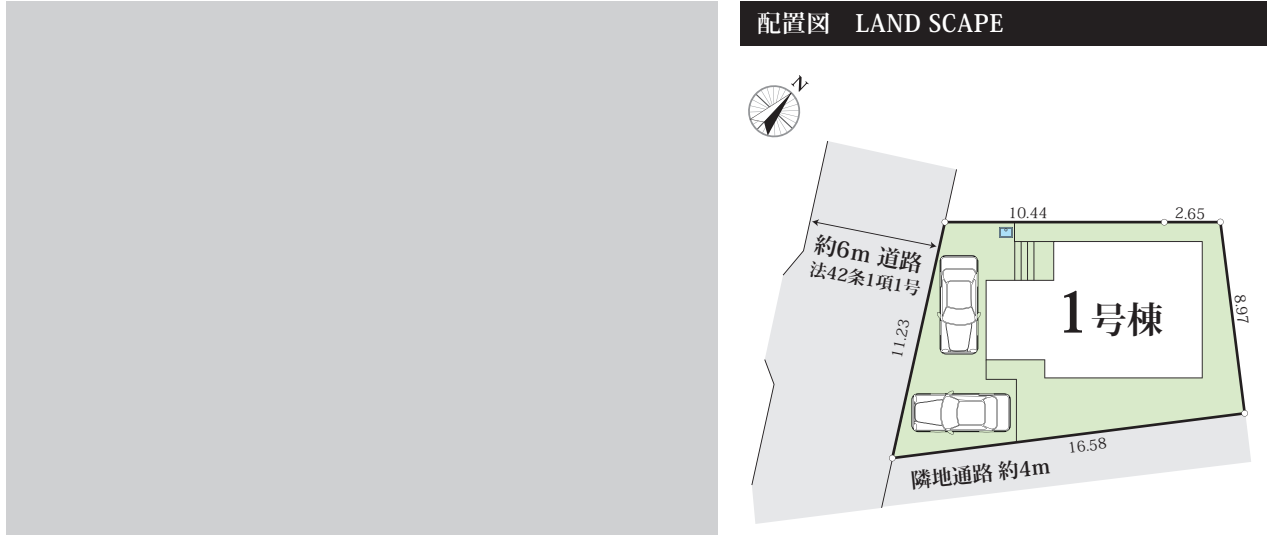 配置図 LAND SCAPE
N
10.44
2.65
約6m 道路
法42条1項1号
11.23
1号棟
8.97
16.58
隣地通路 約4m